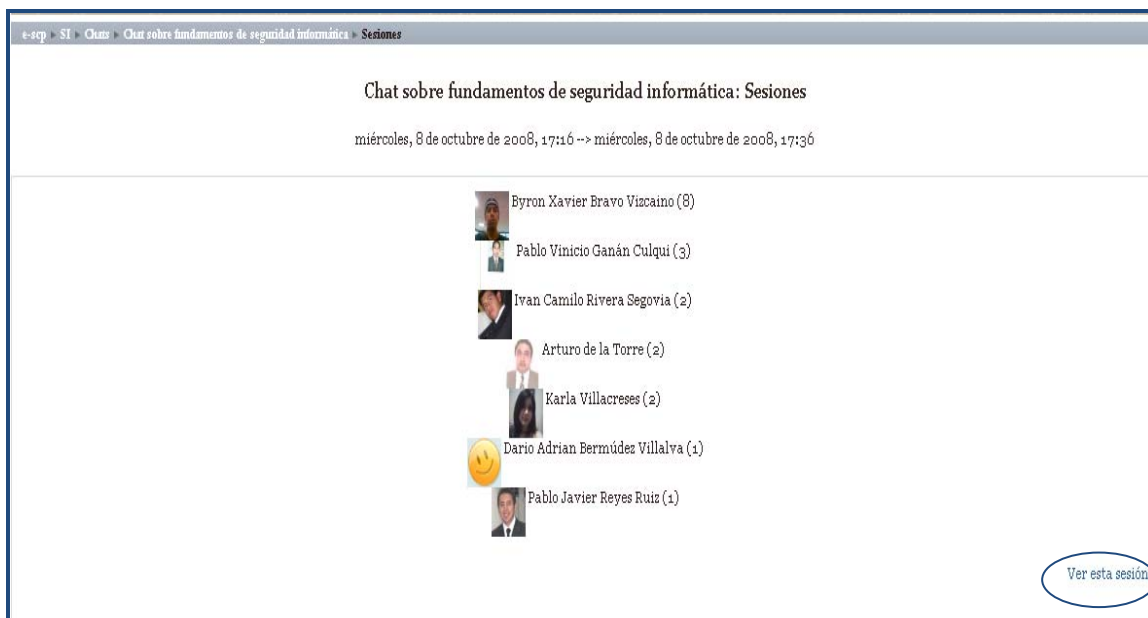 e-scp ► SI ► Chats ► Chat sobre fundamentos de seguridad informática ► Sesiones
Chat sobre fundamentos de seguridad informática: Sesiones
miércoles, 8 de octubre de 2008, 17:16 --> miércoles, 8 de octubre de 2008, 17:36
Byron Xavier Bravo Vizcaino (8)
Pablo Vinicio Ganán Culqui (3)
Ivan Camilo Rivera Segovia (2)
Arturo de la Torre (2)
Karla Villacreses (2)
Dario Adrian Bermúdez Villalva (1)
Pablo Javier Reyes Ruiz (1)
Ver esta sesión